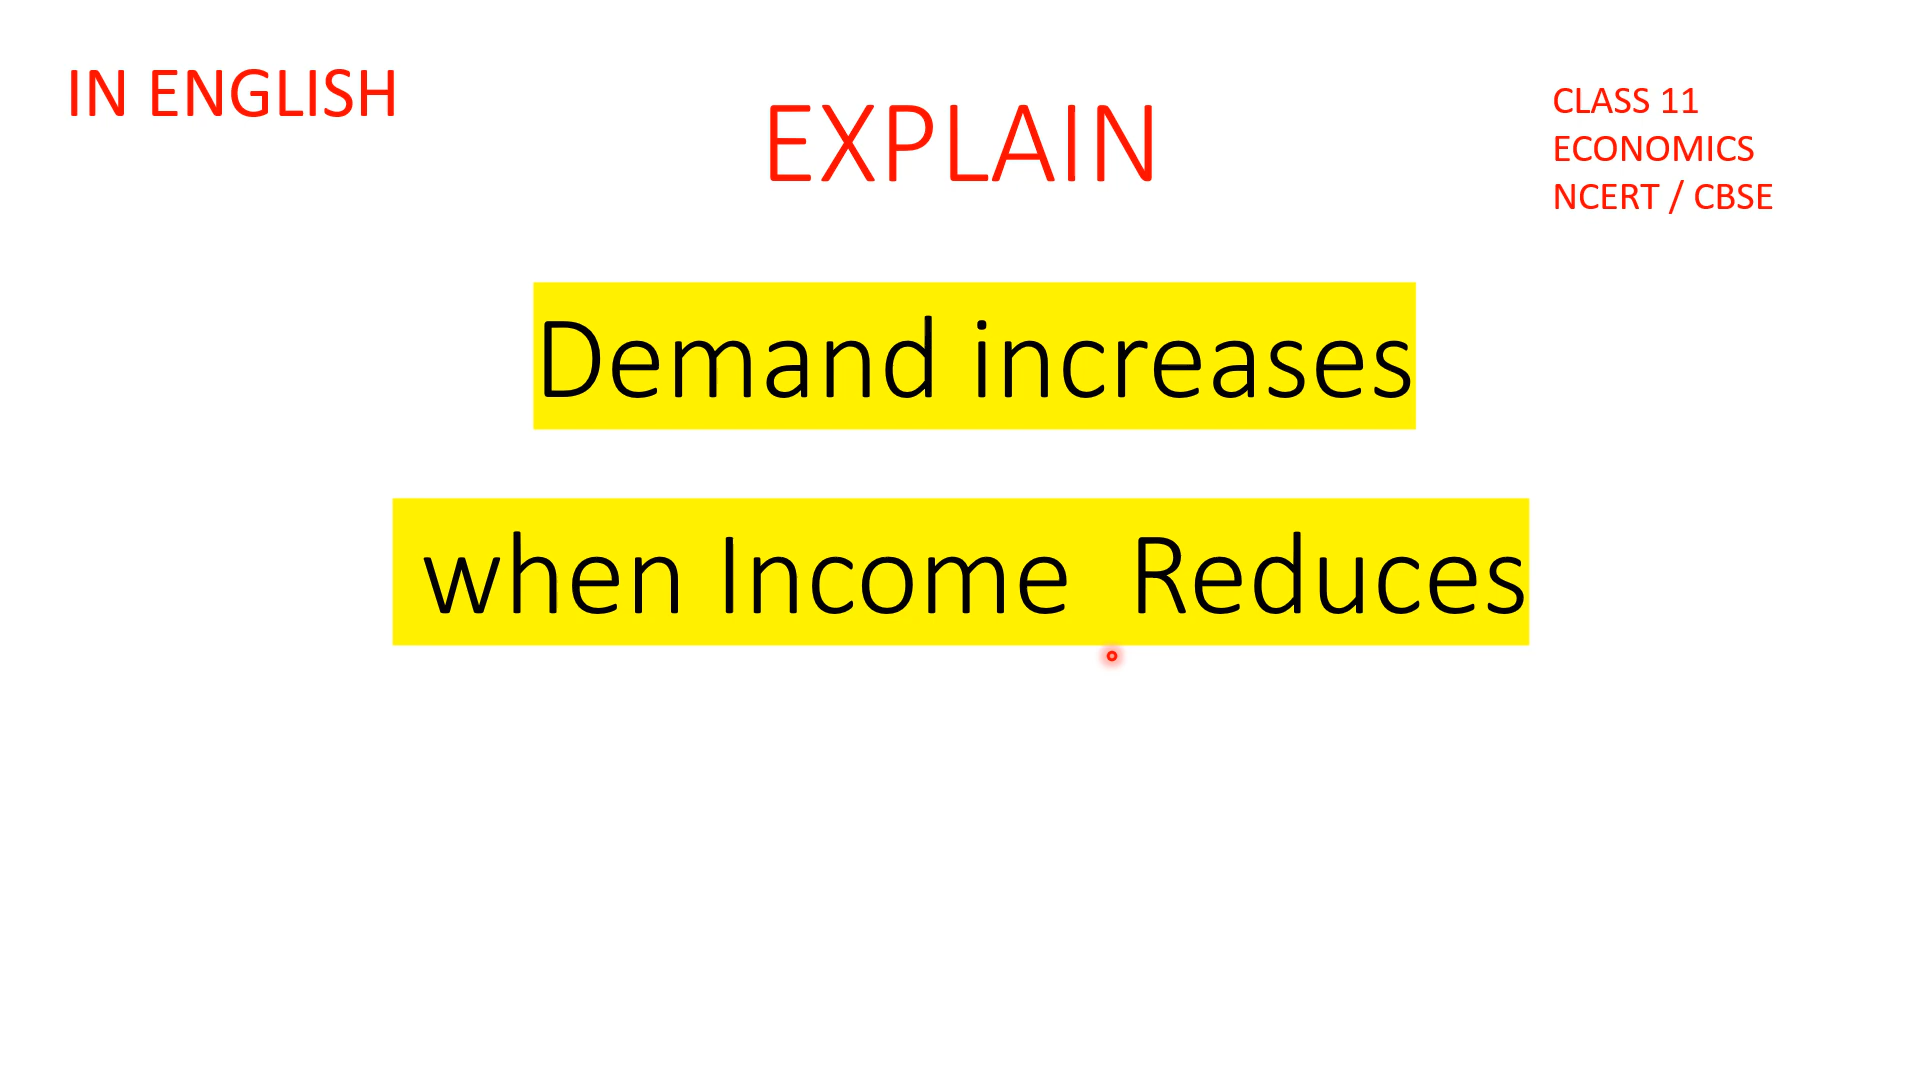 IN ENGLISH
EXPLAIN
CLASS 11
ECONOMICS
NCERT / CBSE
Demand increases
when Income  Reduces